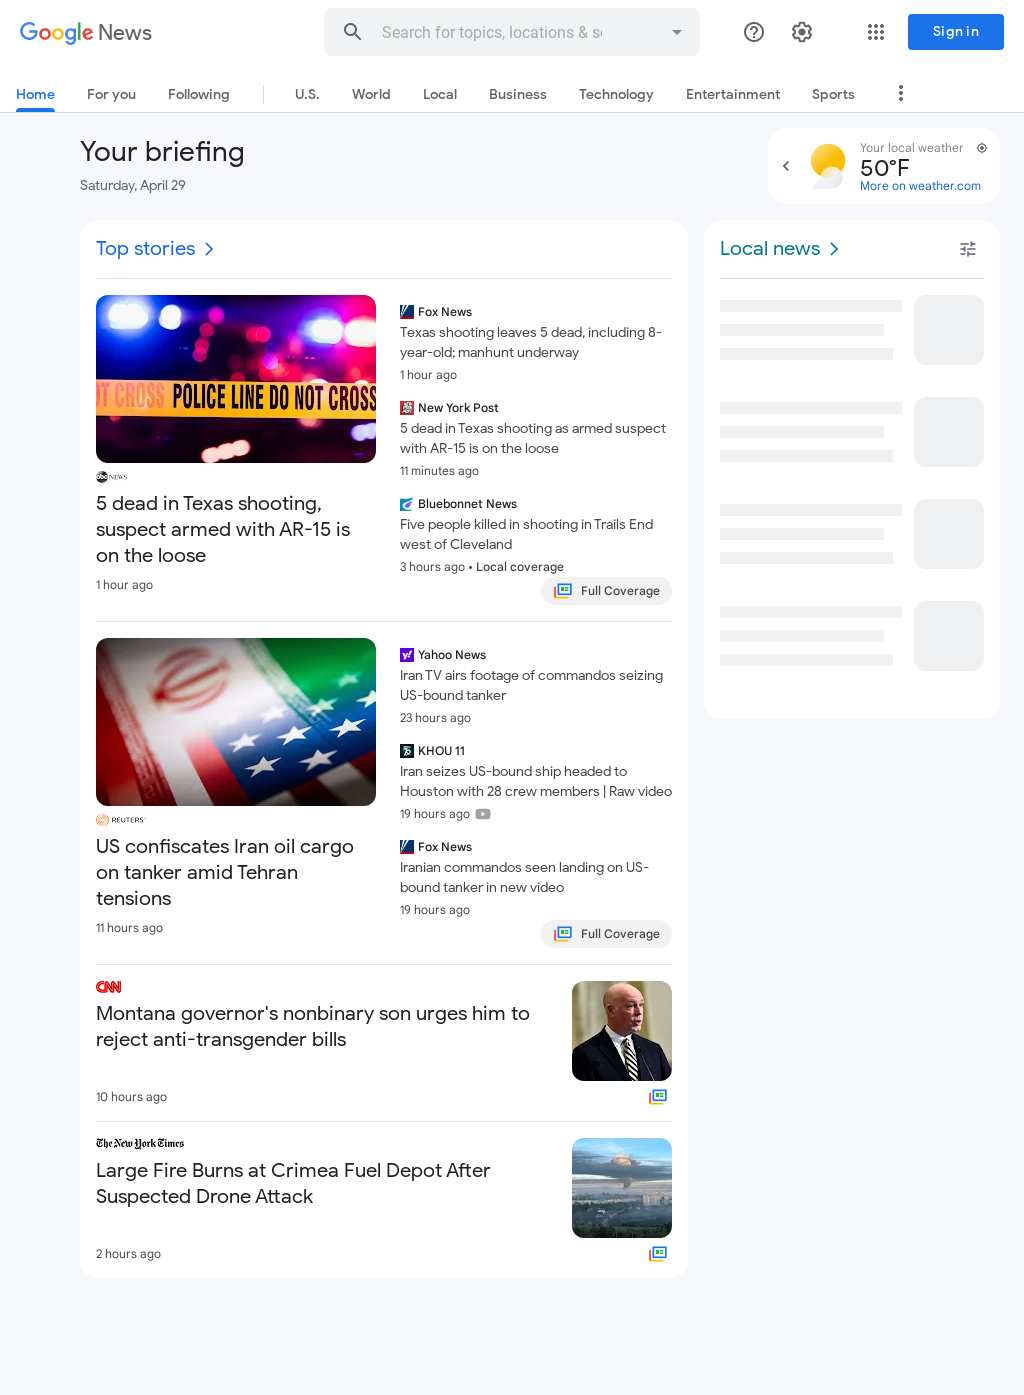 Google News
Search for topics, locations & so
Sign in
Home
For you
Following
U.S.
World
Local
Business
Technology
Entertainment
Sports
Your briefing
Saturday, April 29
Your local weather
50°F
More on weather.com
Top stories
OT CROSS POLICE LINE DO NOT CROSS
abc NEWS
5 dead in Texas shooting,
suspect armed with AR-15 is
on the loose
1 hour ago
Fox News
Texas shooting leaves 5 dead, including 8-
year-old; manhunt underway
1 hour ago
New York Post
5 dead in Texas shooting as armed suspect
with AR-15 is on the loose
11 minutes ago
Bluebonnet News
Five people killed in shooting in Trails End
west of Cleveland
3 hours ago • Local coverage
Full Coverage
REUTERS
US confiscates Iran oil cargo
on tanker amid Tehran
tensions
11 hours ago
Yahoo News
Iran TV airs footage of commandos seizing
US-bound tanker
23 hours ago
KHOU 11
Iran seizes US-bound ship headed to
Houston with 28 crew members | Raw video
19 hours ago
Fox News
Iranian commandos seen landing on US-
bound tanker in new video
19 hours ago
Full Coverage
CNN
Montana governor's nonbinary son urges him to
reject anti-transgender bills
10 hours ago
The New York Times
Large Fire Burns at Crimea Fuel Depot After
Suspected Drone Attack
2 hours ago
Local news